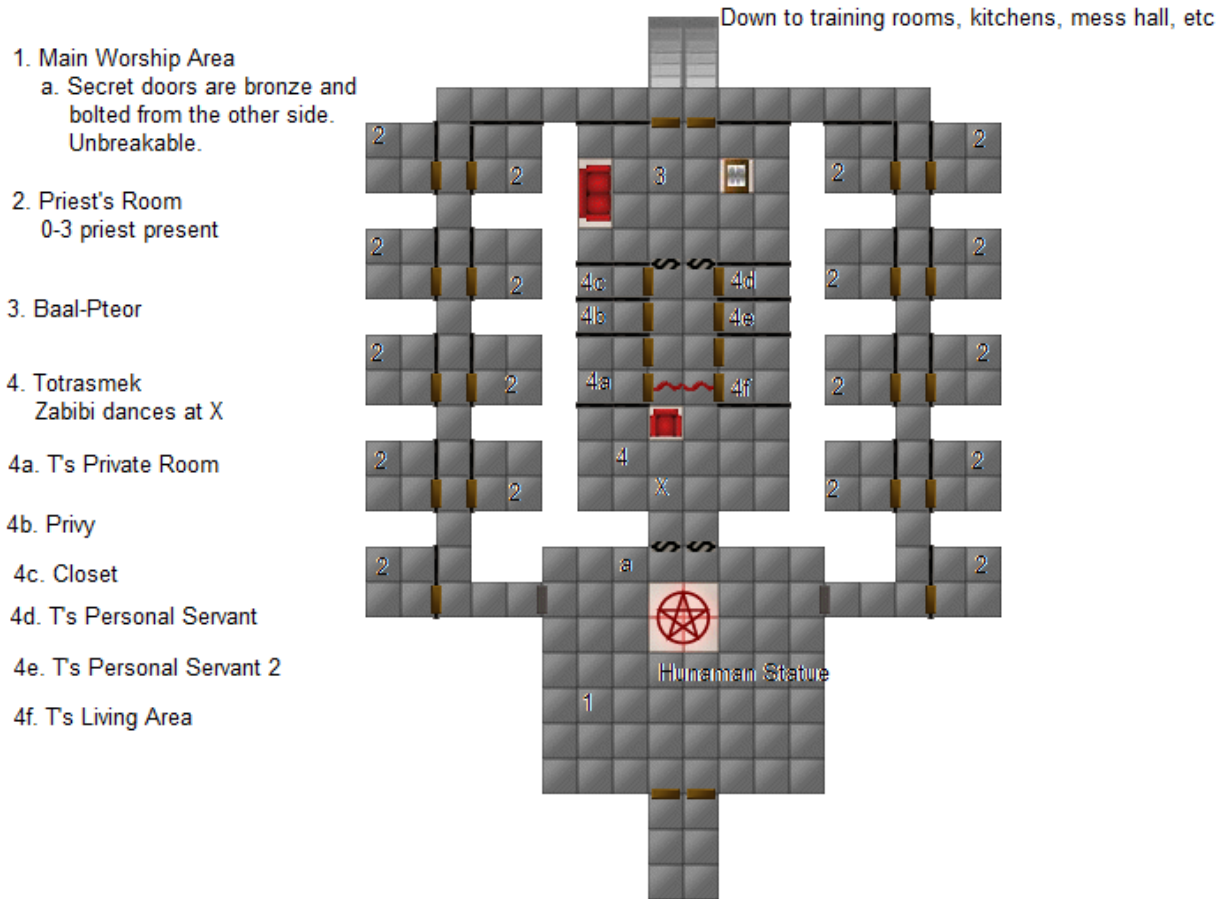 Down to training rooms, kitchens, mess hall, etc
1. Main Worship Area
a. Secret doors are bronze and
bolted from the other side.
Unbreakable.
2. Priest's Room
0-3 priest present
3. Baal-Pteor
4. Totrasmek
Zabibi dances at X
4a. T's Private Room
4b. Privy
4c. Closet
4d. T's Personal Servant
4e. T's Personal Servant 2
4f. T's Living Area
2 2
2 3 2 2
2 2
2 4c 4d 2
4b 4e
2 2
2 4a 4f 2
4
2 2
2 X 2
2 a 2
S S
S S
Hunaman Statue
1